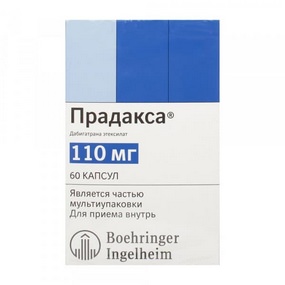 Прадакса®
Дабигатрана этексилат
110 мг
60 КАПСУЛ
Является частью
мультиупаковки
Для приема внутрь
Boehringer
Ingelheim